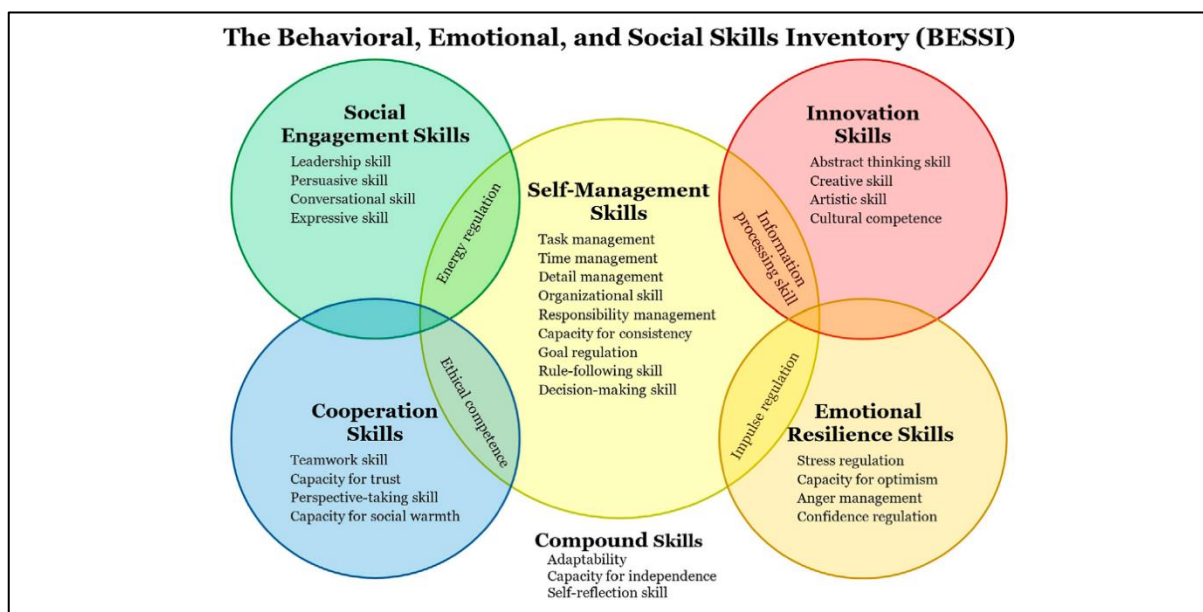 The Behavioral, Emotional, and Social Skills Inventory (BESSI)
Social
Engagement Skills
Leadership skill
Persuasive skill
Conversational skill
Expressive skill
Energy regulation
Self-Management
Skills
Task management
Time management
Detail management
Organizational skill
Responsibility management
Capacity for consistency
Goal regulation
Rule-following skill
Decision-making skill
Information
processing skill
Innovation
Skills
Abstract thinking skill
Creative skill
Artistic skill
Cultural competence
Cooperation
Skills
Teamwork skill
Capacity for trust
Perspective-taking skill
Capacity for social warmth
Ethical competence
Impulse regulation
Emotional
Resilience Skills
Stress regulation
Capacity for optimism
Anger management
Confidence regulation
Compound Skills
Adaptability
Capacity for independence
Self-reflection skill